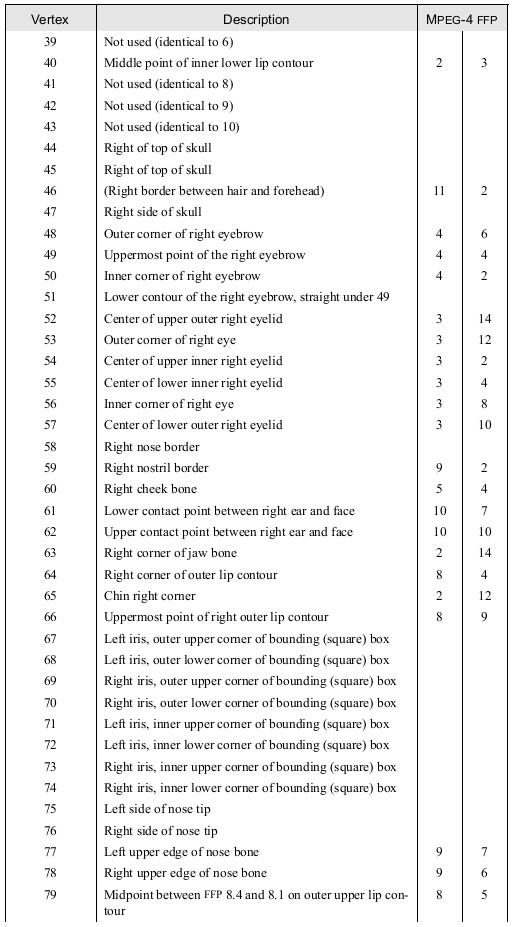 Vertex Description MPEG-4 FFP
39 Not used (identical to 6)
40 Middle point of inner lower lip contour 2 3
41 Not used (identical to 8)
42 Not used (identical to 9)
43 Not used (identical to 10)
44 Right of top of skull
45 Right of top of skull
46 (Right border between hair and forehead) 11 2
47 Right side of skull
48 Outer corner of right eyebrow 4 6
49 Uppermost point of the right eyebrow 4 4
50 Inner corner of right eyebrow 4 2
51 Lower contour of the right eyebrow, straight under 49
52 Center of upper outer right eyelid 3 14
53 Outer corner of right eye 3 12
54 Center of upper inner right eyelid 3 2
55 Center of lower inner right eyelid 3 4
56 Inner corner of right eye 3 8
57 Center of lower outer right eyelid 3 10
58 Right nose border
59 Right nostril border 9 2
60 Right cheek bone 5 4
61 Lower contact point between right ear and face 10 7
62 Upper contact point between right ear and face 10 10
63 Right corner of jaw bone 2 14
64 Right corner of outer lip contour 8 4
65 Chin right corner 2 12
66 Uppermost point of right outer lip contour 8 9
67 Left iris, outer upper corner of bounding (square) box
68 Left iris, outer lower corner of bounding (square) box
69 Right iris, outer upper corner of bounding (square) box
70 Right iris, outer lower corner of bounding (square) box
71 Left iris, inner upper corner of bounding (square) box
72 Left iris, inner lower corner of bounding (square) box
73 Right iris, inner upper corner of bounding (square) box
74 Right iris, inner lower corner of bounding (square) box
75 Left side of nose tip
76 Right side of nose tip
77 Left upper edge of nose bone 9 7
78 Right upper edge of nose bone 9 6
79 Midpoint between FFP 8.4 and 8.1 on outer upper lip con- 8 5
tour